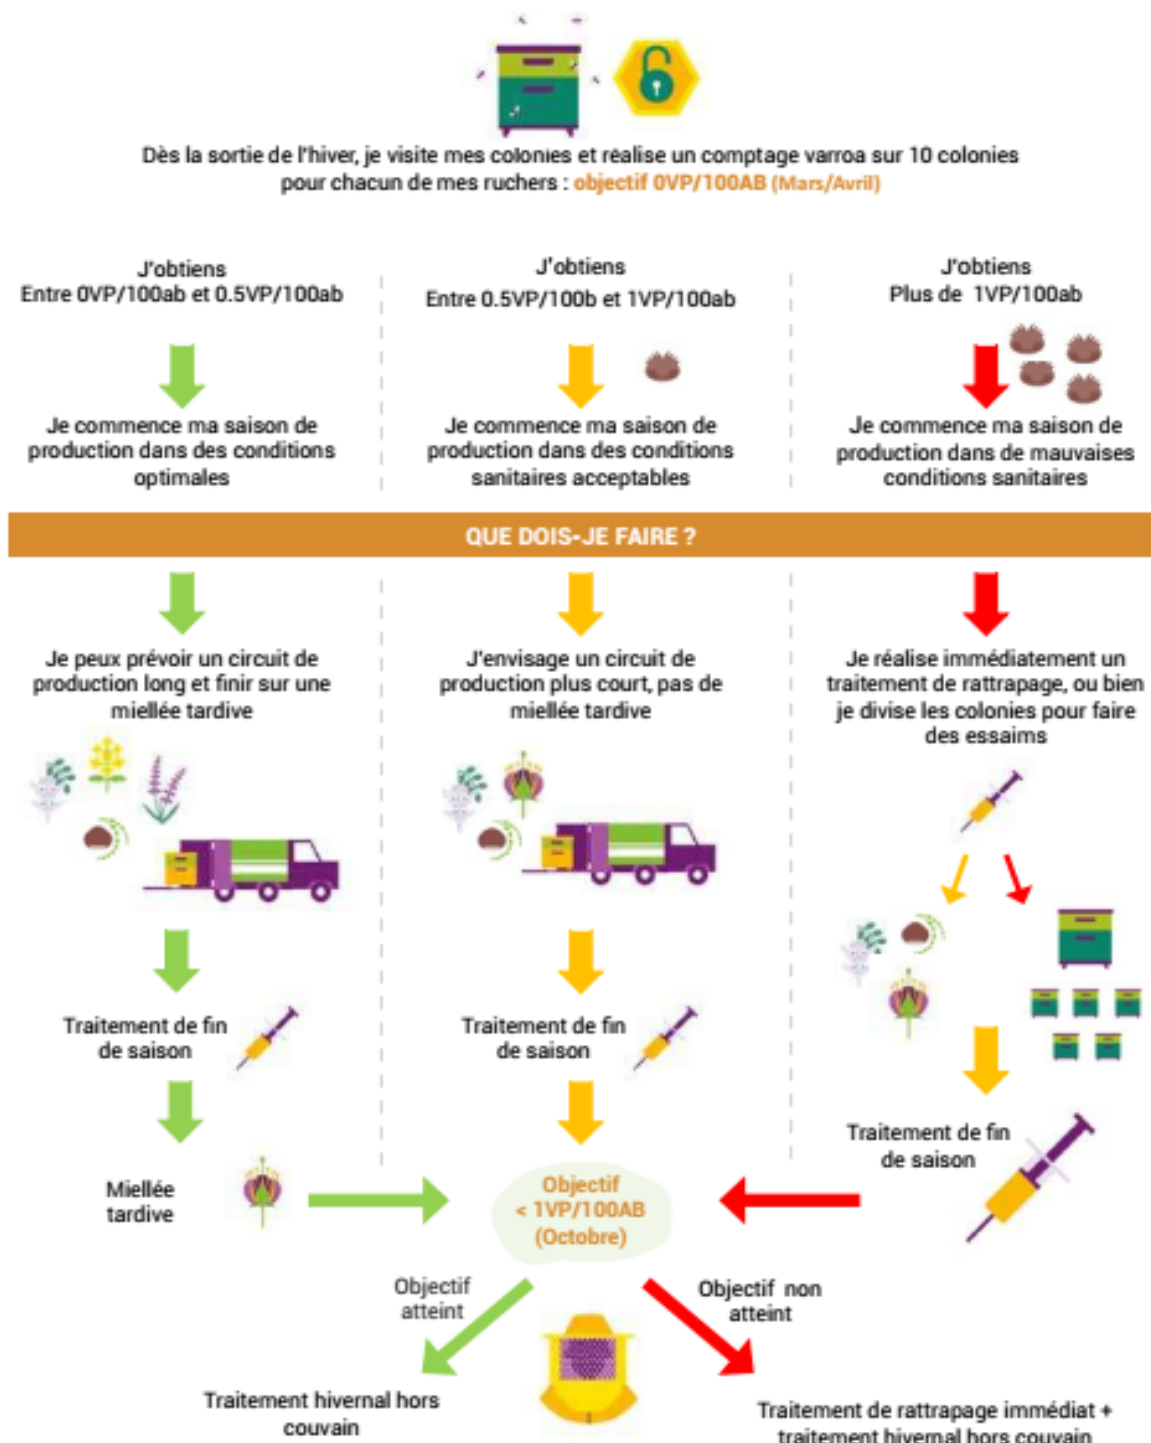 Dès la sortie de l'hiver, je visite mes colonies et réalise un comptage varroa sur 10 colonies
pour chacun de mes ruchers : objectif 0VP/100AB (Mars/Avril)
J'obtiens
Entre 0VP/100ab et 0.5VP/100ab
J'obtiens
Entre 0.5VP/100b et 1VP/100ab
J'obtiens
Plus de 1VP/100ab
Je commence ma saison de
production dans des conditions
optimales
Je commence ma saison de
production dans des conditions
sanitaires acceptables
Je commence ma saison de
production dans de mauvaises
conditions sanitaires
QUE DOIS-JE FAIRE ?
Je peux prévoir un circuit de
production long et finir sur une
miellée tardive
J'envisage un circuit de
production plus court, pas de
miellée tardive
Je réalise immédiatement un
traitement de rattrapage, ou bien
je divise les colonies pour faire
des essaims
Traitement de fin
de saison
Traitement de fin
de saison
Traitement de fin
de saison
Miellée
tardive
Objectif
< 1VP/100AB
(Octobre)
Objectif
atteint
Objectif non
atteint
Traitement hivernal hors
couvain
Traitement de rattrapage immédiat +
traitement hivernal hors couvain